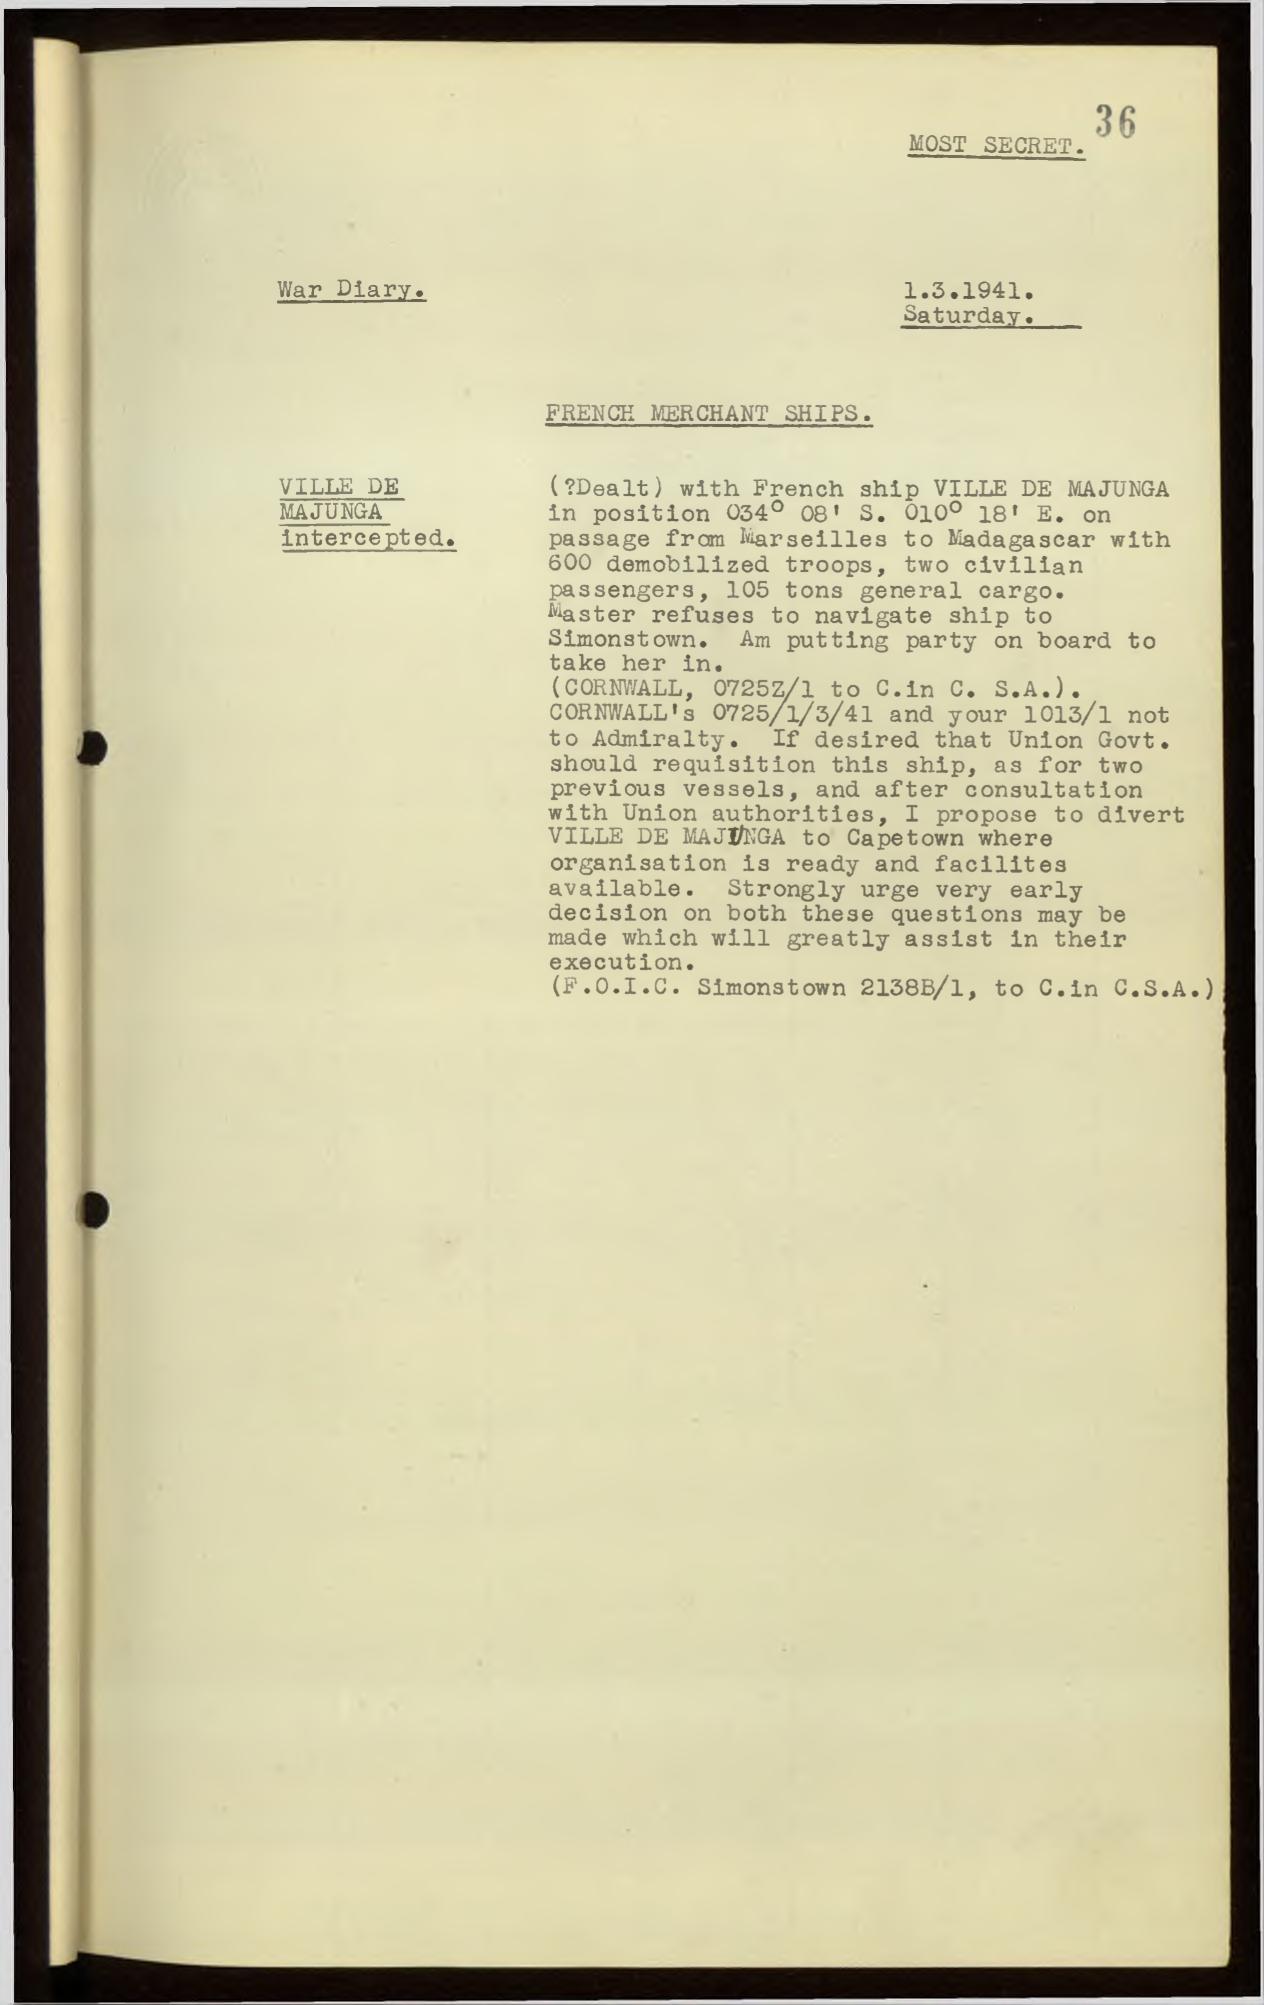 36
MOST SECRET.
War Diary.
1.3.1941.
Saturday.
FRENCH MERCHANT SHIPS.
VILLE DE
MAJUNGA
intercepted.
(?Dealt) with French ship VILLE DE MAJUNGA
in position 034° 08' S. 010° 18' E. on
passage from Marseilles to Madagascar with
600 demobilized troops, two civilian
passengers, 105 tons general cargo.
Master refuses to navigate ship to
Simonstown. Am putting party on board to
take her in.
(CORNWALL, 0725Z/1 to C.in C. S.A.).
CORNWALL's 0725/1/3/41 and your 1013/1 not
to Admiralty. If desired that Union Govt.
should requisition this ship, as for two
previous vessels, and after consultation
with Union authorities, I propose to divert
VILLE DE MAJUNGA to Capetown where
organisation is ready and facilites
available. Strongly urge very early
decision on both these questions may be
made which will greatly assist in their
execution.
(F.O.I.C. Simonstown 2138B/1, to C.in C.S.A.)